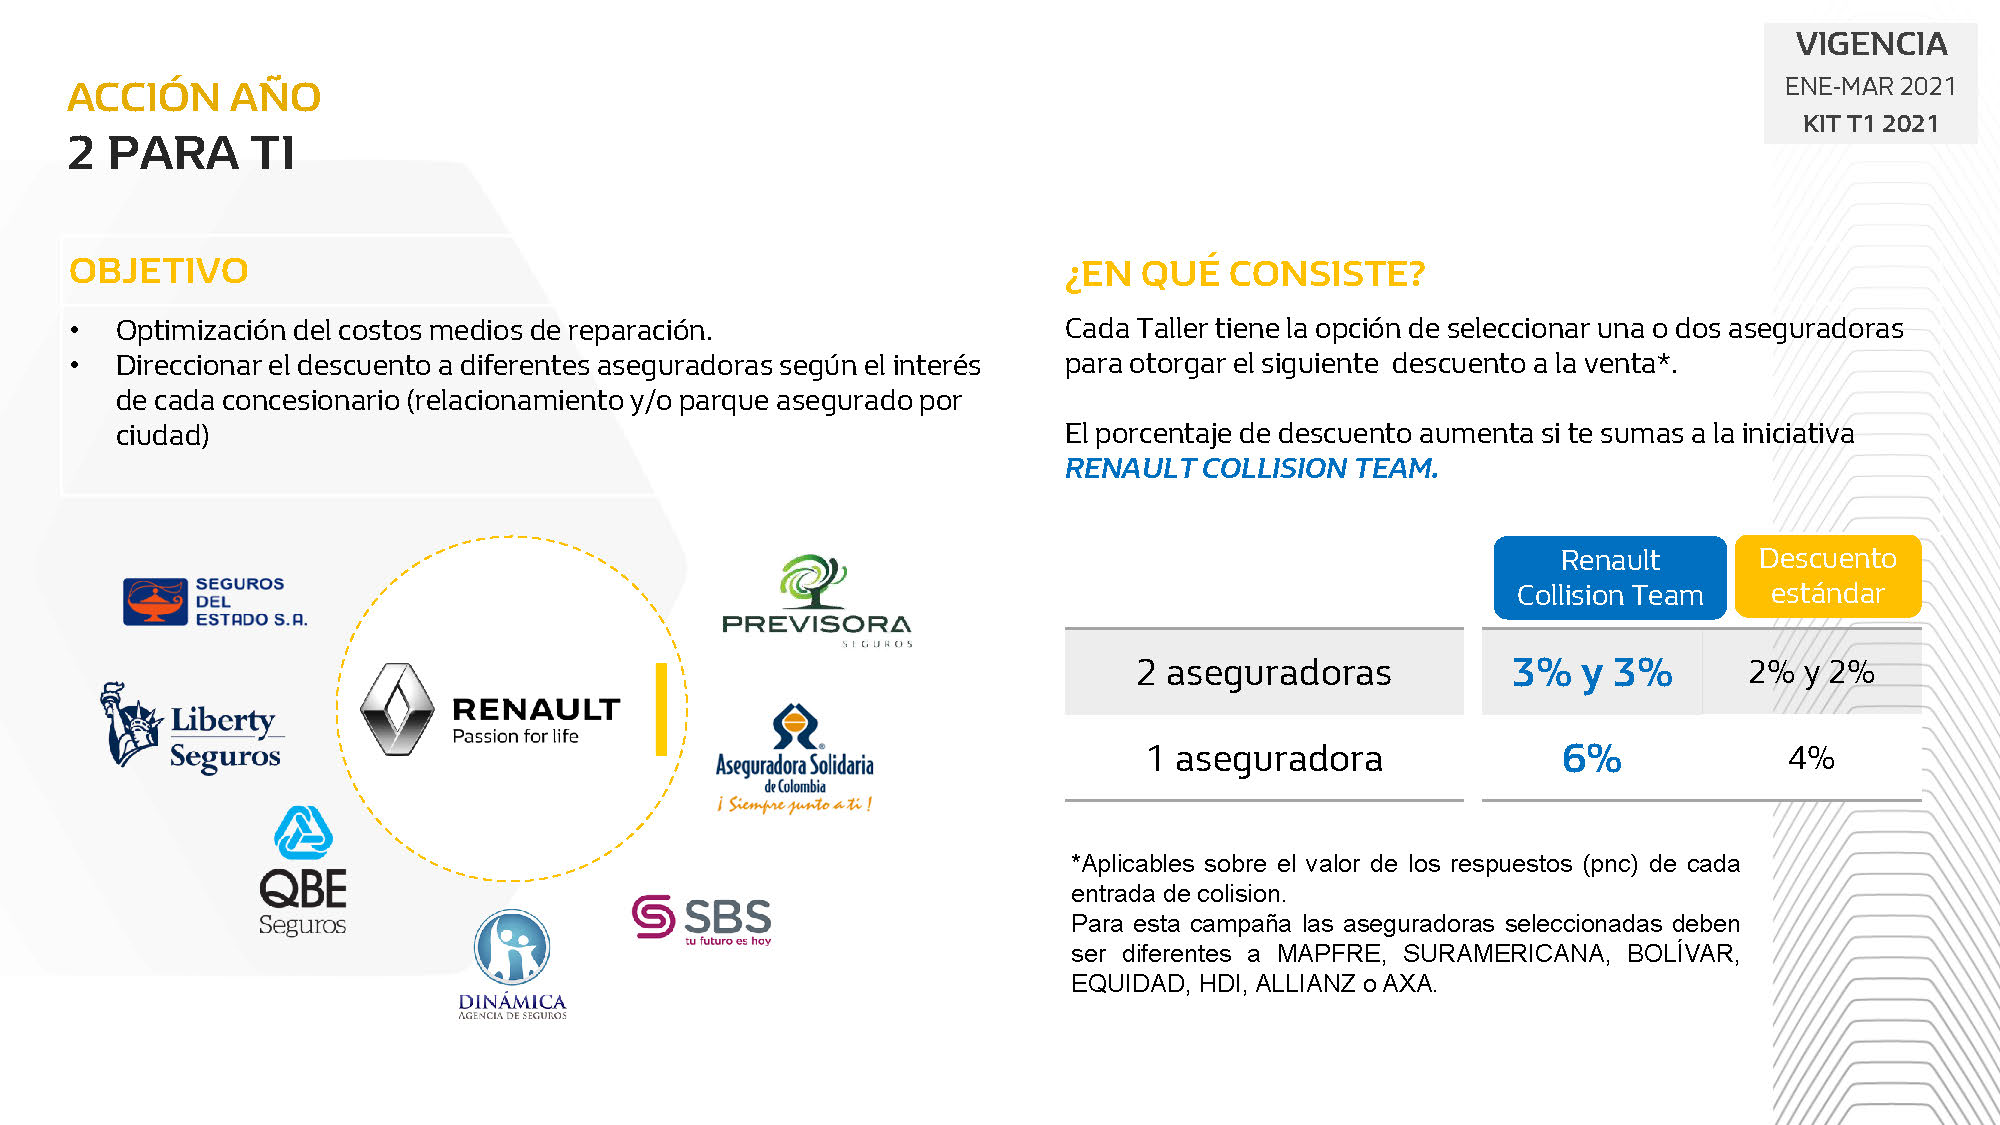 VIGENCIA
ENE-MAR 2021
KIT T1 2021
ACCIÓN AÑO
2 PARA TI
OBJETIVO
• Optimización del costos medios de reparación.
• Direccionar el descuento a diferentes aseguradoras según el interés
de cada concesionario (relacionamiento y/o parque asegurado por
ciudad)
SEGUROS
DEL
ESTADO S.A.
PREVISORA
SEGUROS
Liberty
Seguros
RENAULT
Passion for life
Aseguradora Solidaria
de Colombia
¡ Siempre junto a ti !
QBE
Seguros
SBS
tu futuro es hoy
DINÁMICA
AGENCIA DE SEGUROS
¿EN QUÉ CONSISTE?
Cada Taller tiene la opción de seleccionar una o dos aseguradoras
para otorgar el siguiente descuento a la venta*.
El porcentaje de descuento aumenta si te sumas a la iniciativa
RENAULT COLLISION TEAM.
Renault
Collision Team
Descuento
estándar
2 aseguradoras 3% y 3% 2% y 2%
1 aseguradora 6% 4%
*Aplicables sobre el valor de los respuestos (pnc) de cada
entrada de colision.
Para esta campaña las aseguradoras seleccionadas deben
ser diferentes a MAPFRE, SURAMERICANA, BOLÍVAR,
EQUIDAD, HDI, ALLIANZ o AXA.